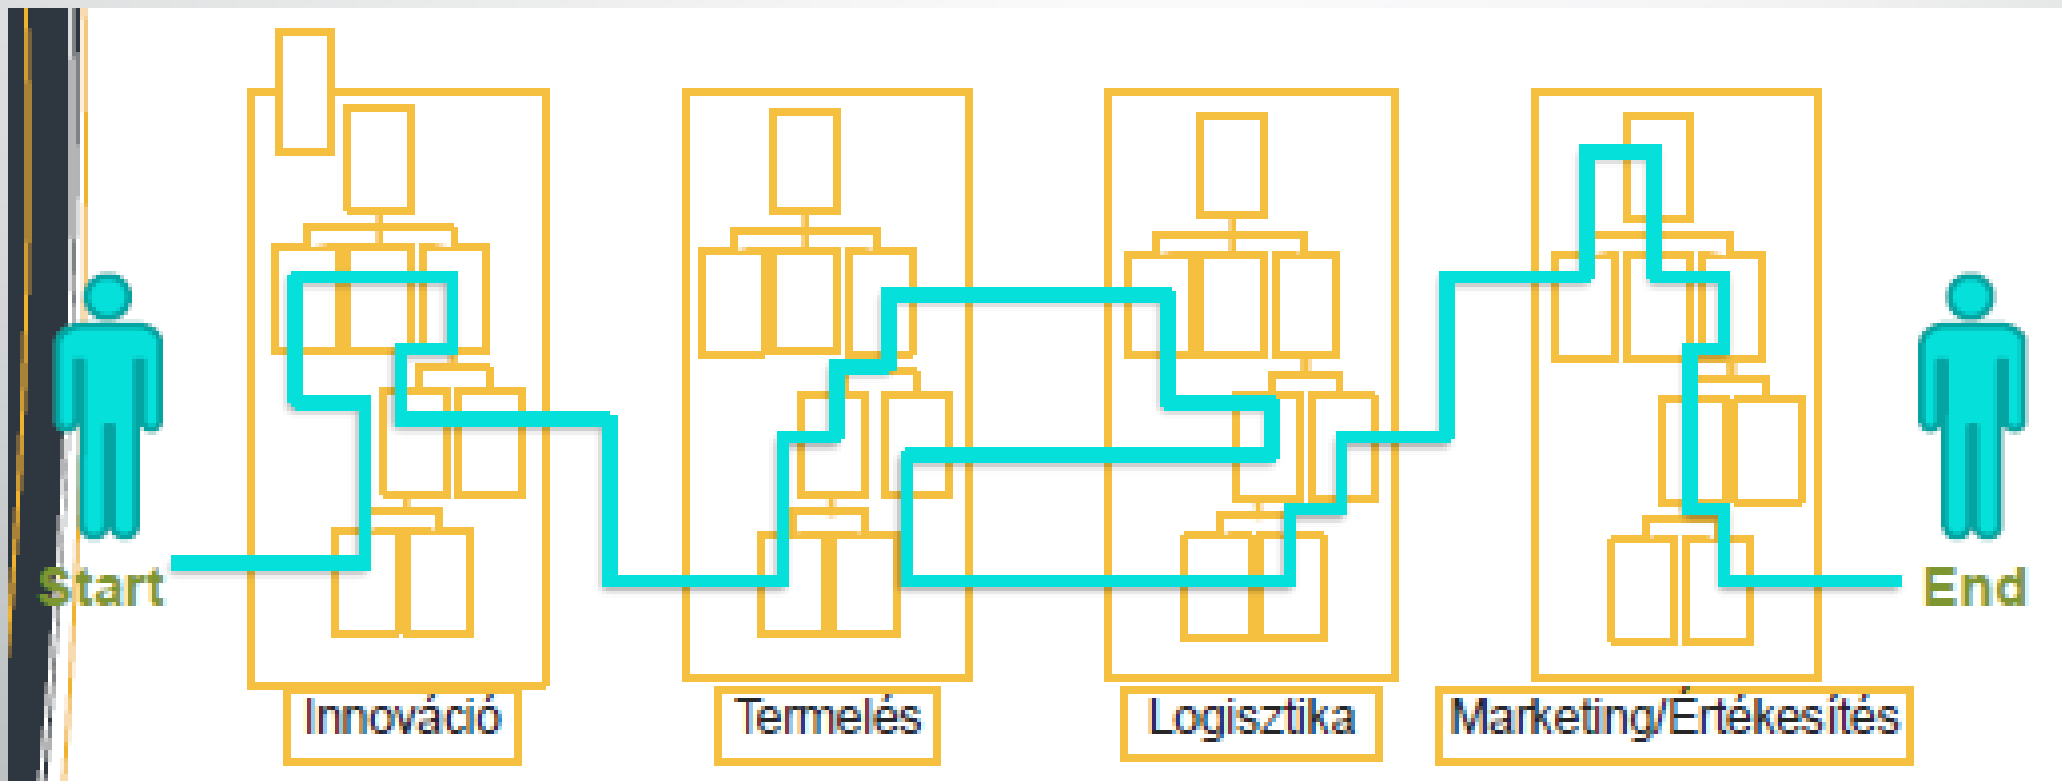 Start
End
Innováció
Termelés
Logisztika
Marketing/Értékesítés